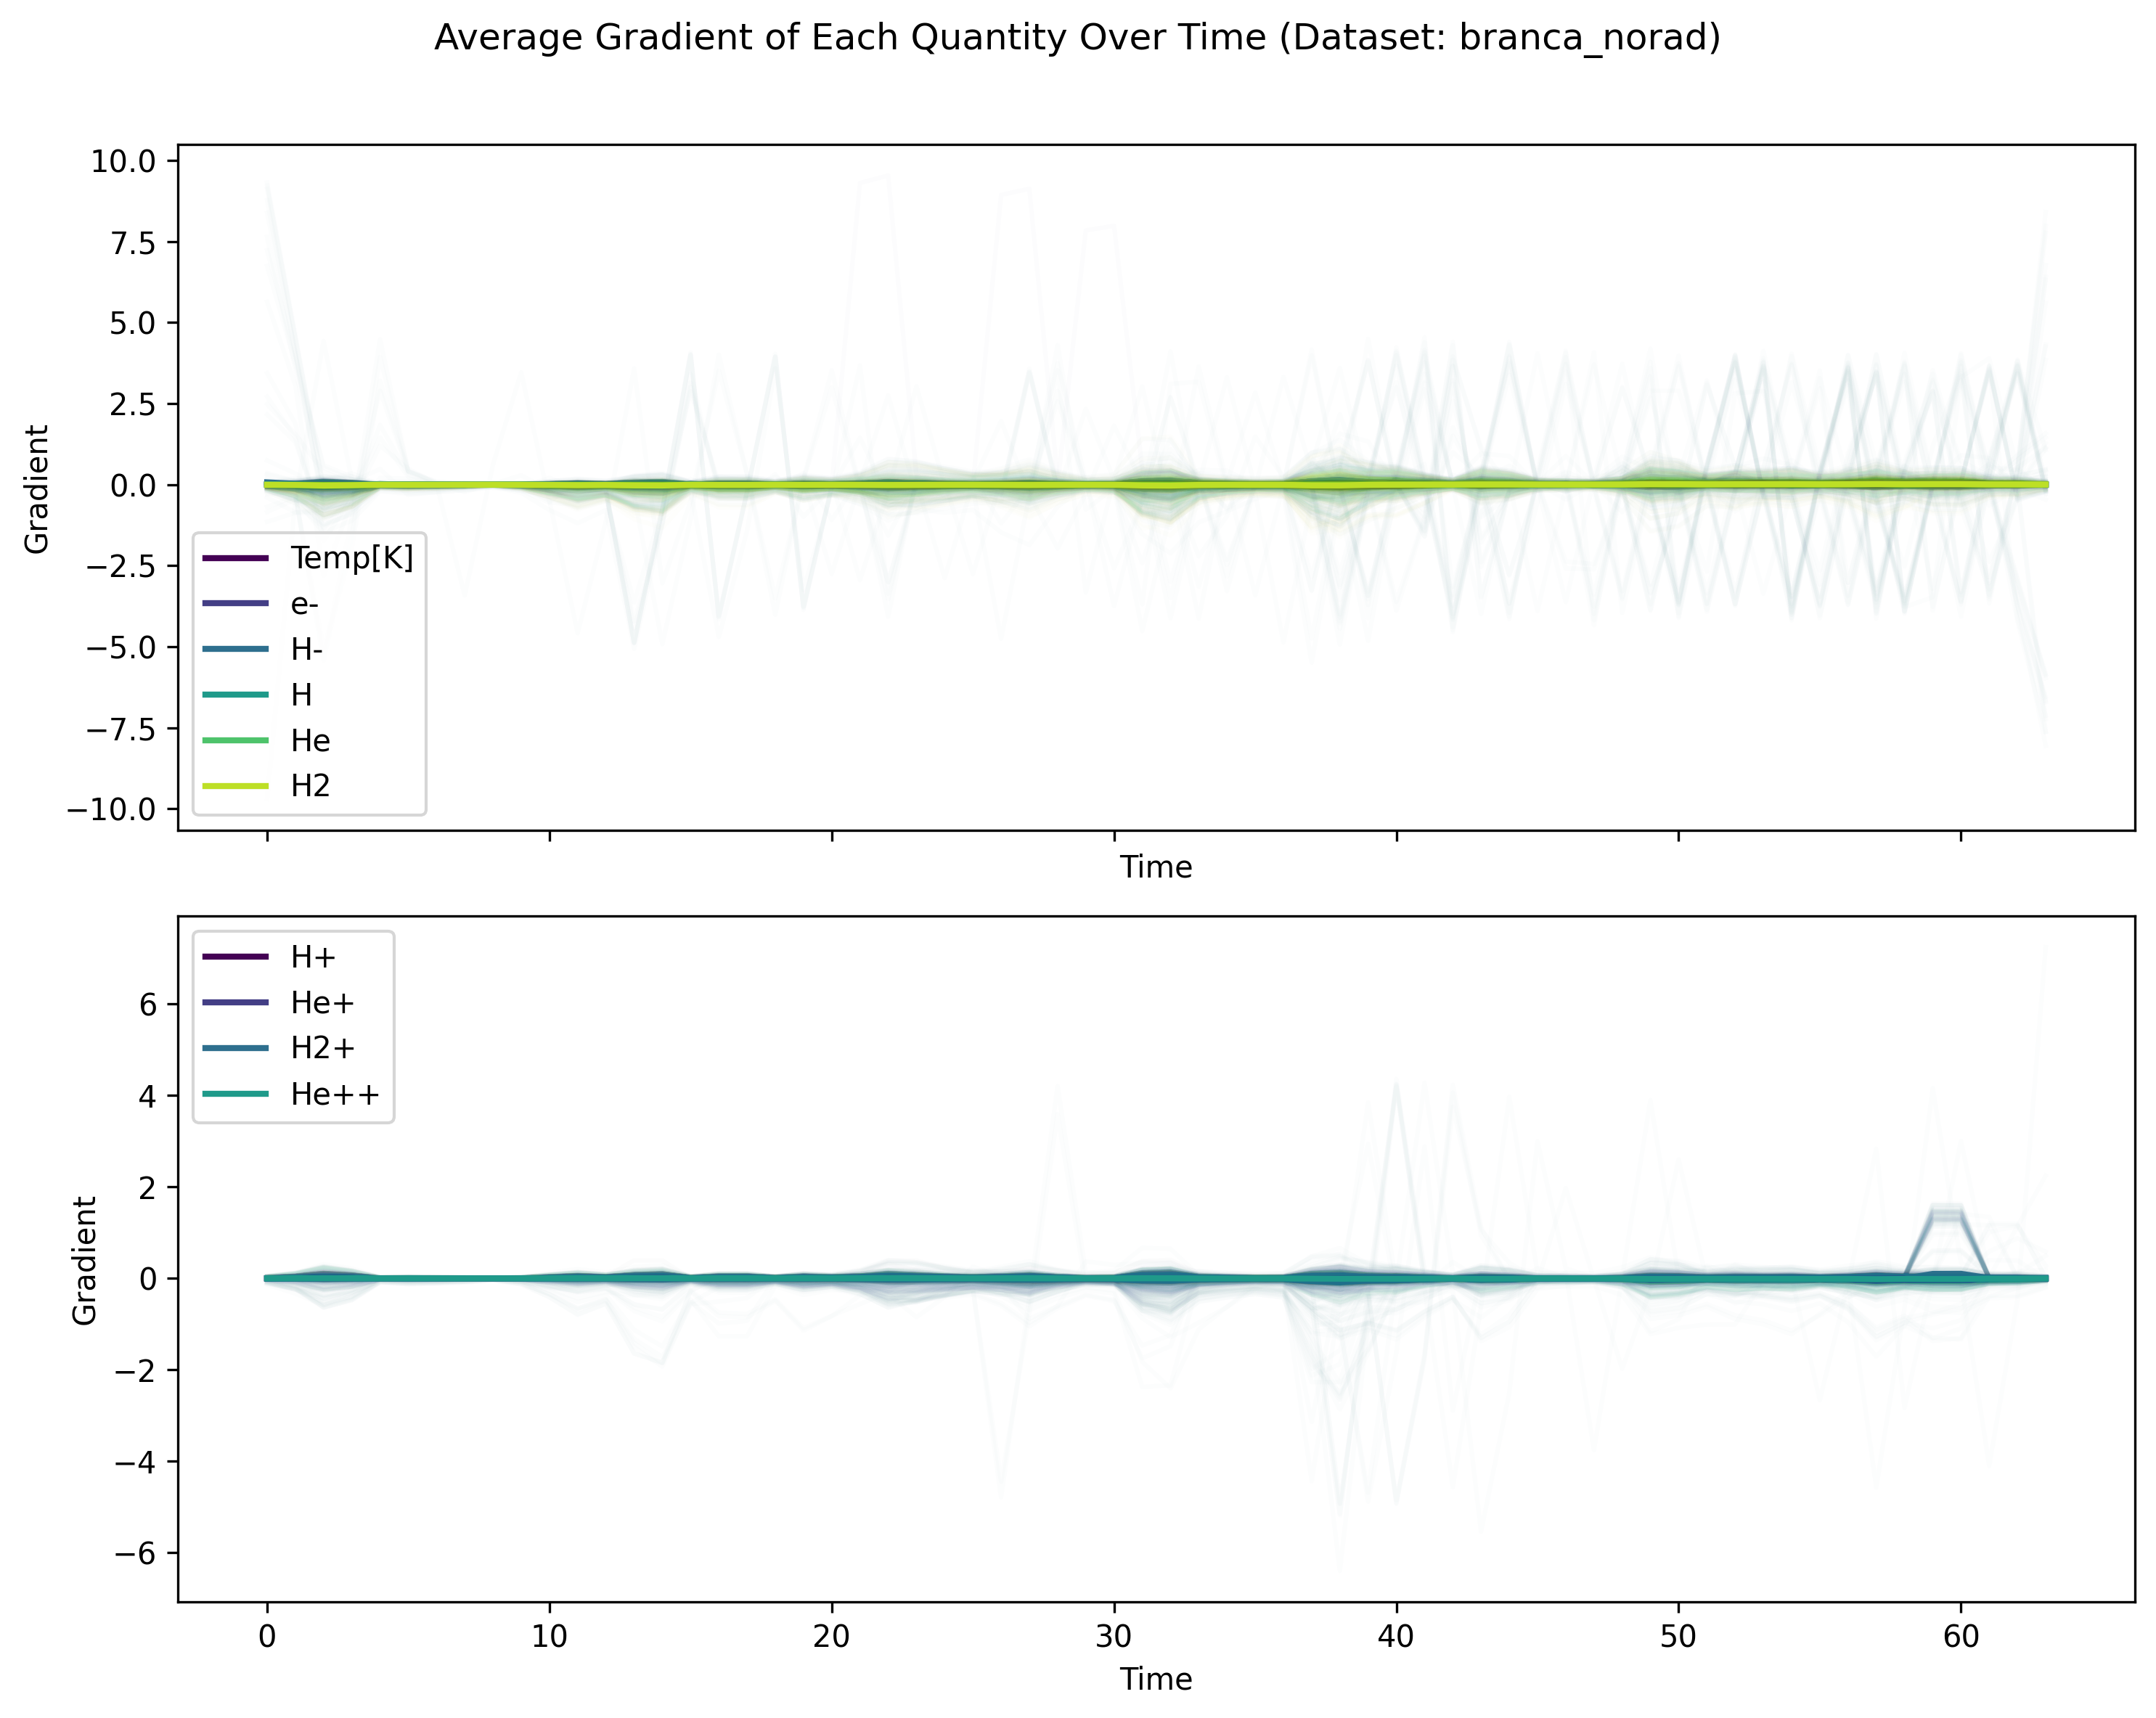 Average Gradient of Each Quantity Over Time (Dataset: branca_norad)
10.0
7.5
5.0
2.5
0.0
−2.5
−5.0
−7.5
−10.0
Gradient
Temp[K]
e-
H-
H
He
H2
Time
6
4
2
0
−2
−4
−6
Gradient
H+
He+
H2+
He++
0 10 20 30 40 50 60
Time